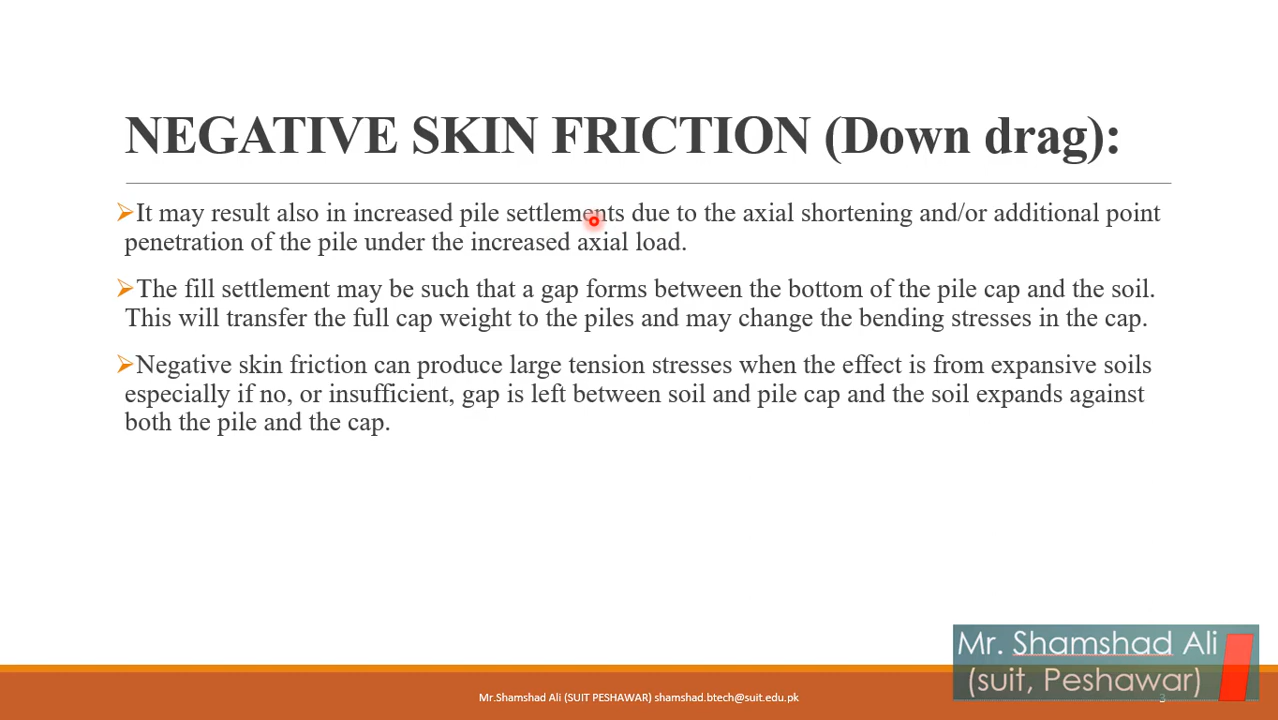 NEGATIVE SKIN FRICTION (Down drag):
It may result also in increased pile settlements due to the axial shortening and/or additional point
penetration of the pile under the increased axial load.
The fill settlement may be such that a gap forms between the bottom of the pile cap and the soil.
This will transfer the full cap weight to the piles and may change the bending stresses in the cap.
Negative skin friction can produce large tension stresses when the effect is from expansive soils
especially if no, or insufficient, gap is left between soil and pile cap and the soil expands against
both the pile and the cap.
Mr. Shamshad Ali
(suit, Peshawar)
Mr.Shamshad Ali (SUIT PESHAWAR) shamshad.btech@suit.edu.pk
3